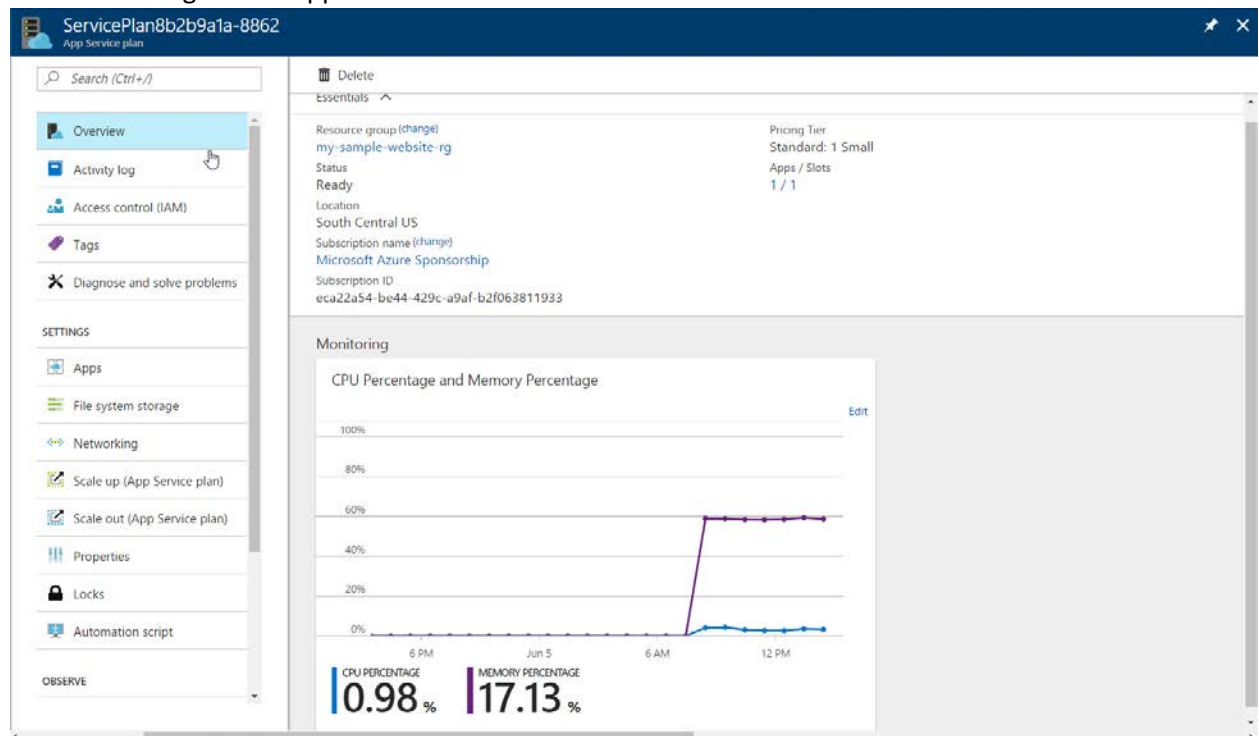 ServicePlan8b2b9a1a-8862
App Service plan
Search (Ctrl+/)
Overview
Activity log
Access control (IAM)
Tags
Diagnose and solve problems
SETTINGS
Apps
File system storage
Networking
Scale up (App Service plan)
Scale out (App Service plan)
Properties
Locks
Automation script
OBSERVE
Delete
Essentials
Resource group (change)
my-sample-website-rg
Status
Ready
Location
South Central US
Subscription name (change)
Microsoft Azure Sponsorship
Subscription ID
eca22a54-be44-429c-a9af-b2f063811933
Pricing Tier
Standard: 1 Small
Apps / Slots
1 / 1
Monitoring
CPU Percentage and Memory Percentage
Edit
100%
80%
60%
40%
20%
0%
6 PM Jun 5 6 AM 12 PM
CPU PERCENTAGE
0.98 %
MEMORY PERCENTAGE
17.13 %